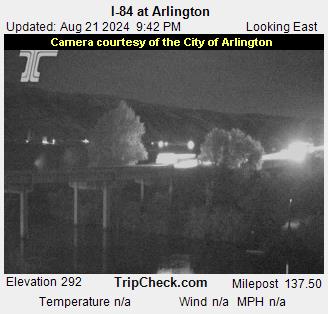 I-84 at Arlington
Updated: Aug 21 2024 9:42 PM Looking East
Camera courtesy of the City of Arlington
Elevation 292 TripCheck.com Milepost 137.50
Temperature n/a Wind n/a MPH n/a